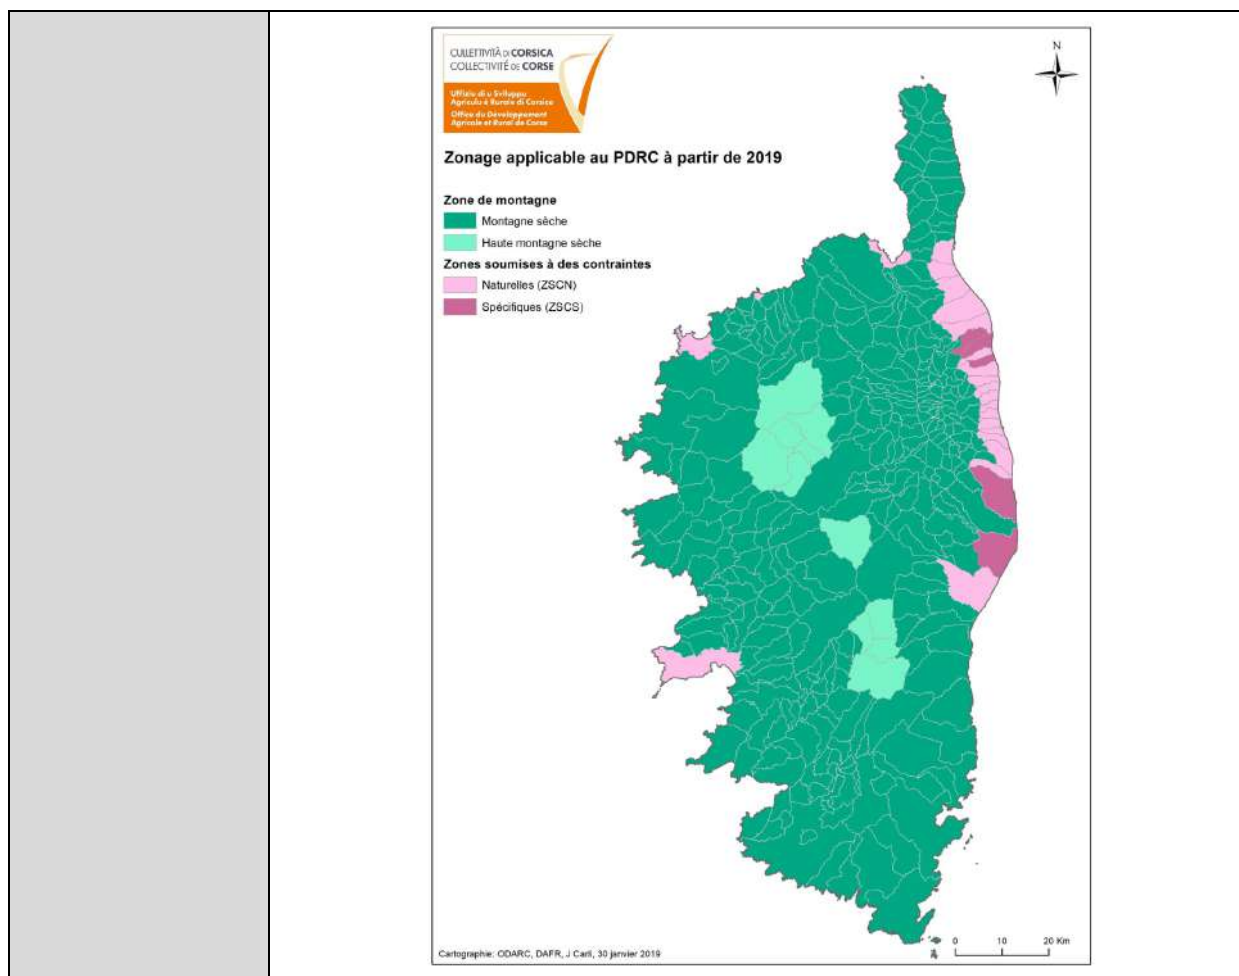 CULLETTIVITÀ DI CORSICA
COLLECTIVITÉ DE CORSE
Uffiziu di u Sviluppu
Agriculu è Rurale di Corsica
Office du Développement
Agricole et Rural de Corse
N
Zonage applicable au PDRC à partir de 2019
Zone de montagne
Montagne sèche
Haute montagne sèche
Zones soumises à des contraintes
Naturelles (ZSCN)
Spécifiques (ZSCS)
Cartographie: ODARC, DAFR, J Carli, 30 janvier 2019
0 10 20 Km